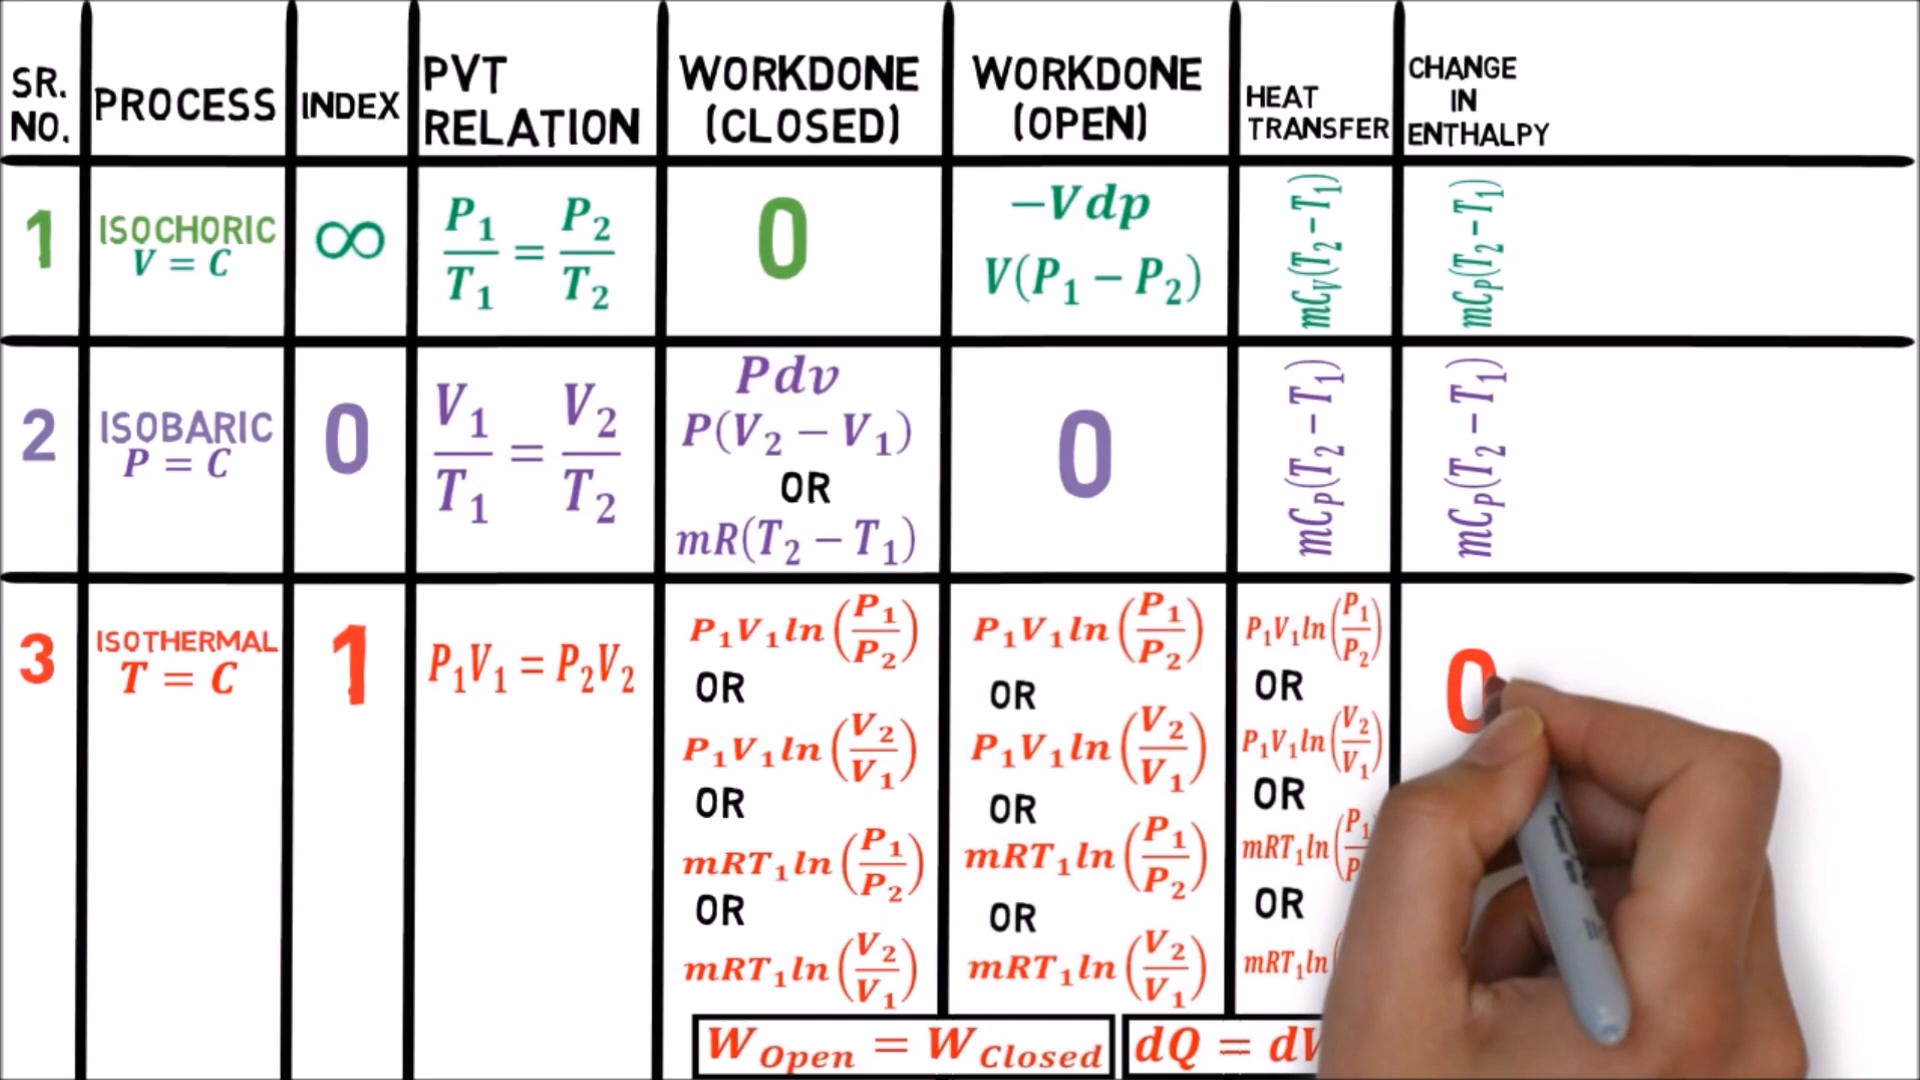 SR. NO.
PROCESS
INDEX
PVT RELATION
WORKDONE (CLOSED)
WORKDONE (OPEN)
HEAT TRANSFER
CHANGE IN ENTHALPY
1
ISOCHORIC
V = C
∞
P₁/T₁ = P₂/T₂
0
−Vdp
V(P₁ − P₂)
mC_V(T₂ − T₁)
mC_P(T₂ − T₁)
2
ISOBARIC
P = C
0
V₁/T₁ = V₂/T₂
Pdv
P(V₂ − V₁)
OR
mR(T₂ − T₁)
0
mC_P(T₂ − T₁)
mC_P(T₂ − T₁)
3
ISOTHERMAL
T = C
1
P₁V₁ = P₂V₂
P₁V₁ln(P₁/P₂)
OR
P₁V₁ln(V₂/V₁)
OR
mRT₁ln(P₁/P₂)
OR
mRT₁ln(V₂/V₁)
P₁V₁ln(P₁/P₂)
OR
P₁V₁ln(V₂/V₁)
OR
mRT₁ln(P₁/P₂)
OR
mRT₁ln(V₂/V₁)
P₁V₁ln(P₁/P₂)
OR
P₁V₁ln(V₂/V₁)
OR
mRT₁ln(P₁/P
OR
mRT₁ln
0
W_Open = W_Closed
dQ = d